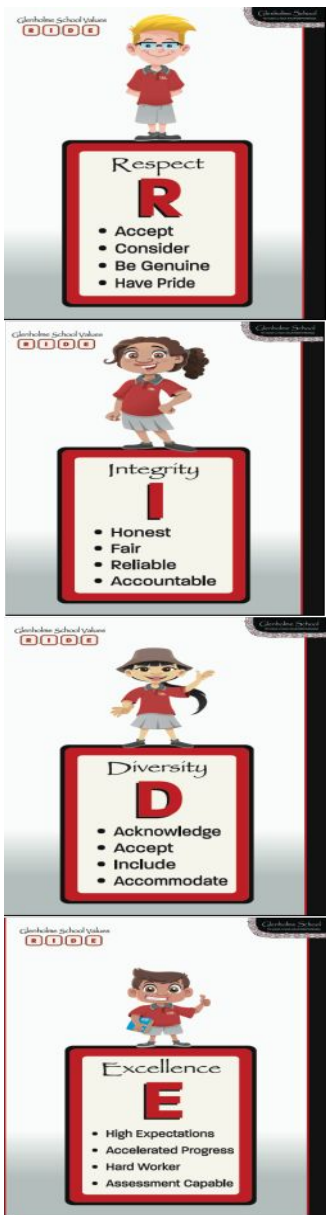 Glenholme School Values
R I D E
Glenholme School
Respect
R
• Accept
• Consider
• Be Genuine
• Have Pride
Glenholme School Values
R I D E
Glenholme School
Integrity
I
• Honest
• Fair
• Reliable
• Accountable
Glenholme School Values
R I D E
Glenholme School
Diversity
D
• Acknowledge
• Accept
• Include
• Accommodate
Glenholme School Values
R I D E
Glenholme School
Excellence
E
• High Expectations
• Accelerated Progress
• Hard Worker
• Assessment Capable